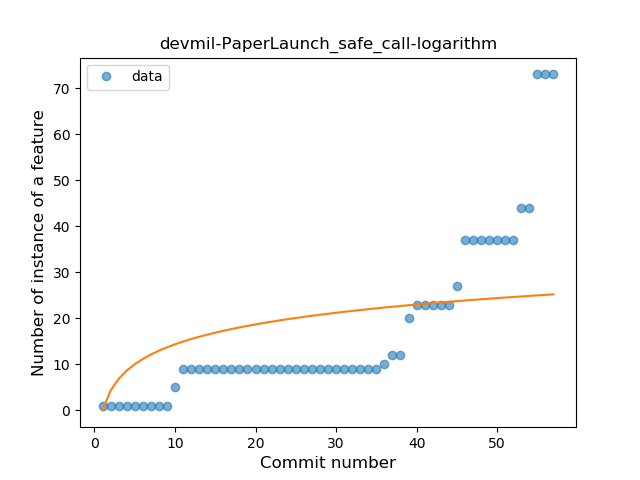 devmil-PaperLaunch_safe_call-logarithm
data
Number of instance of a feature
70
60
50
40
30
20
10
0
0 10 20 30 40 50
Commit number